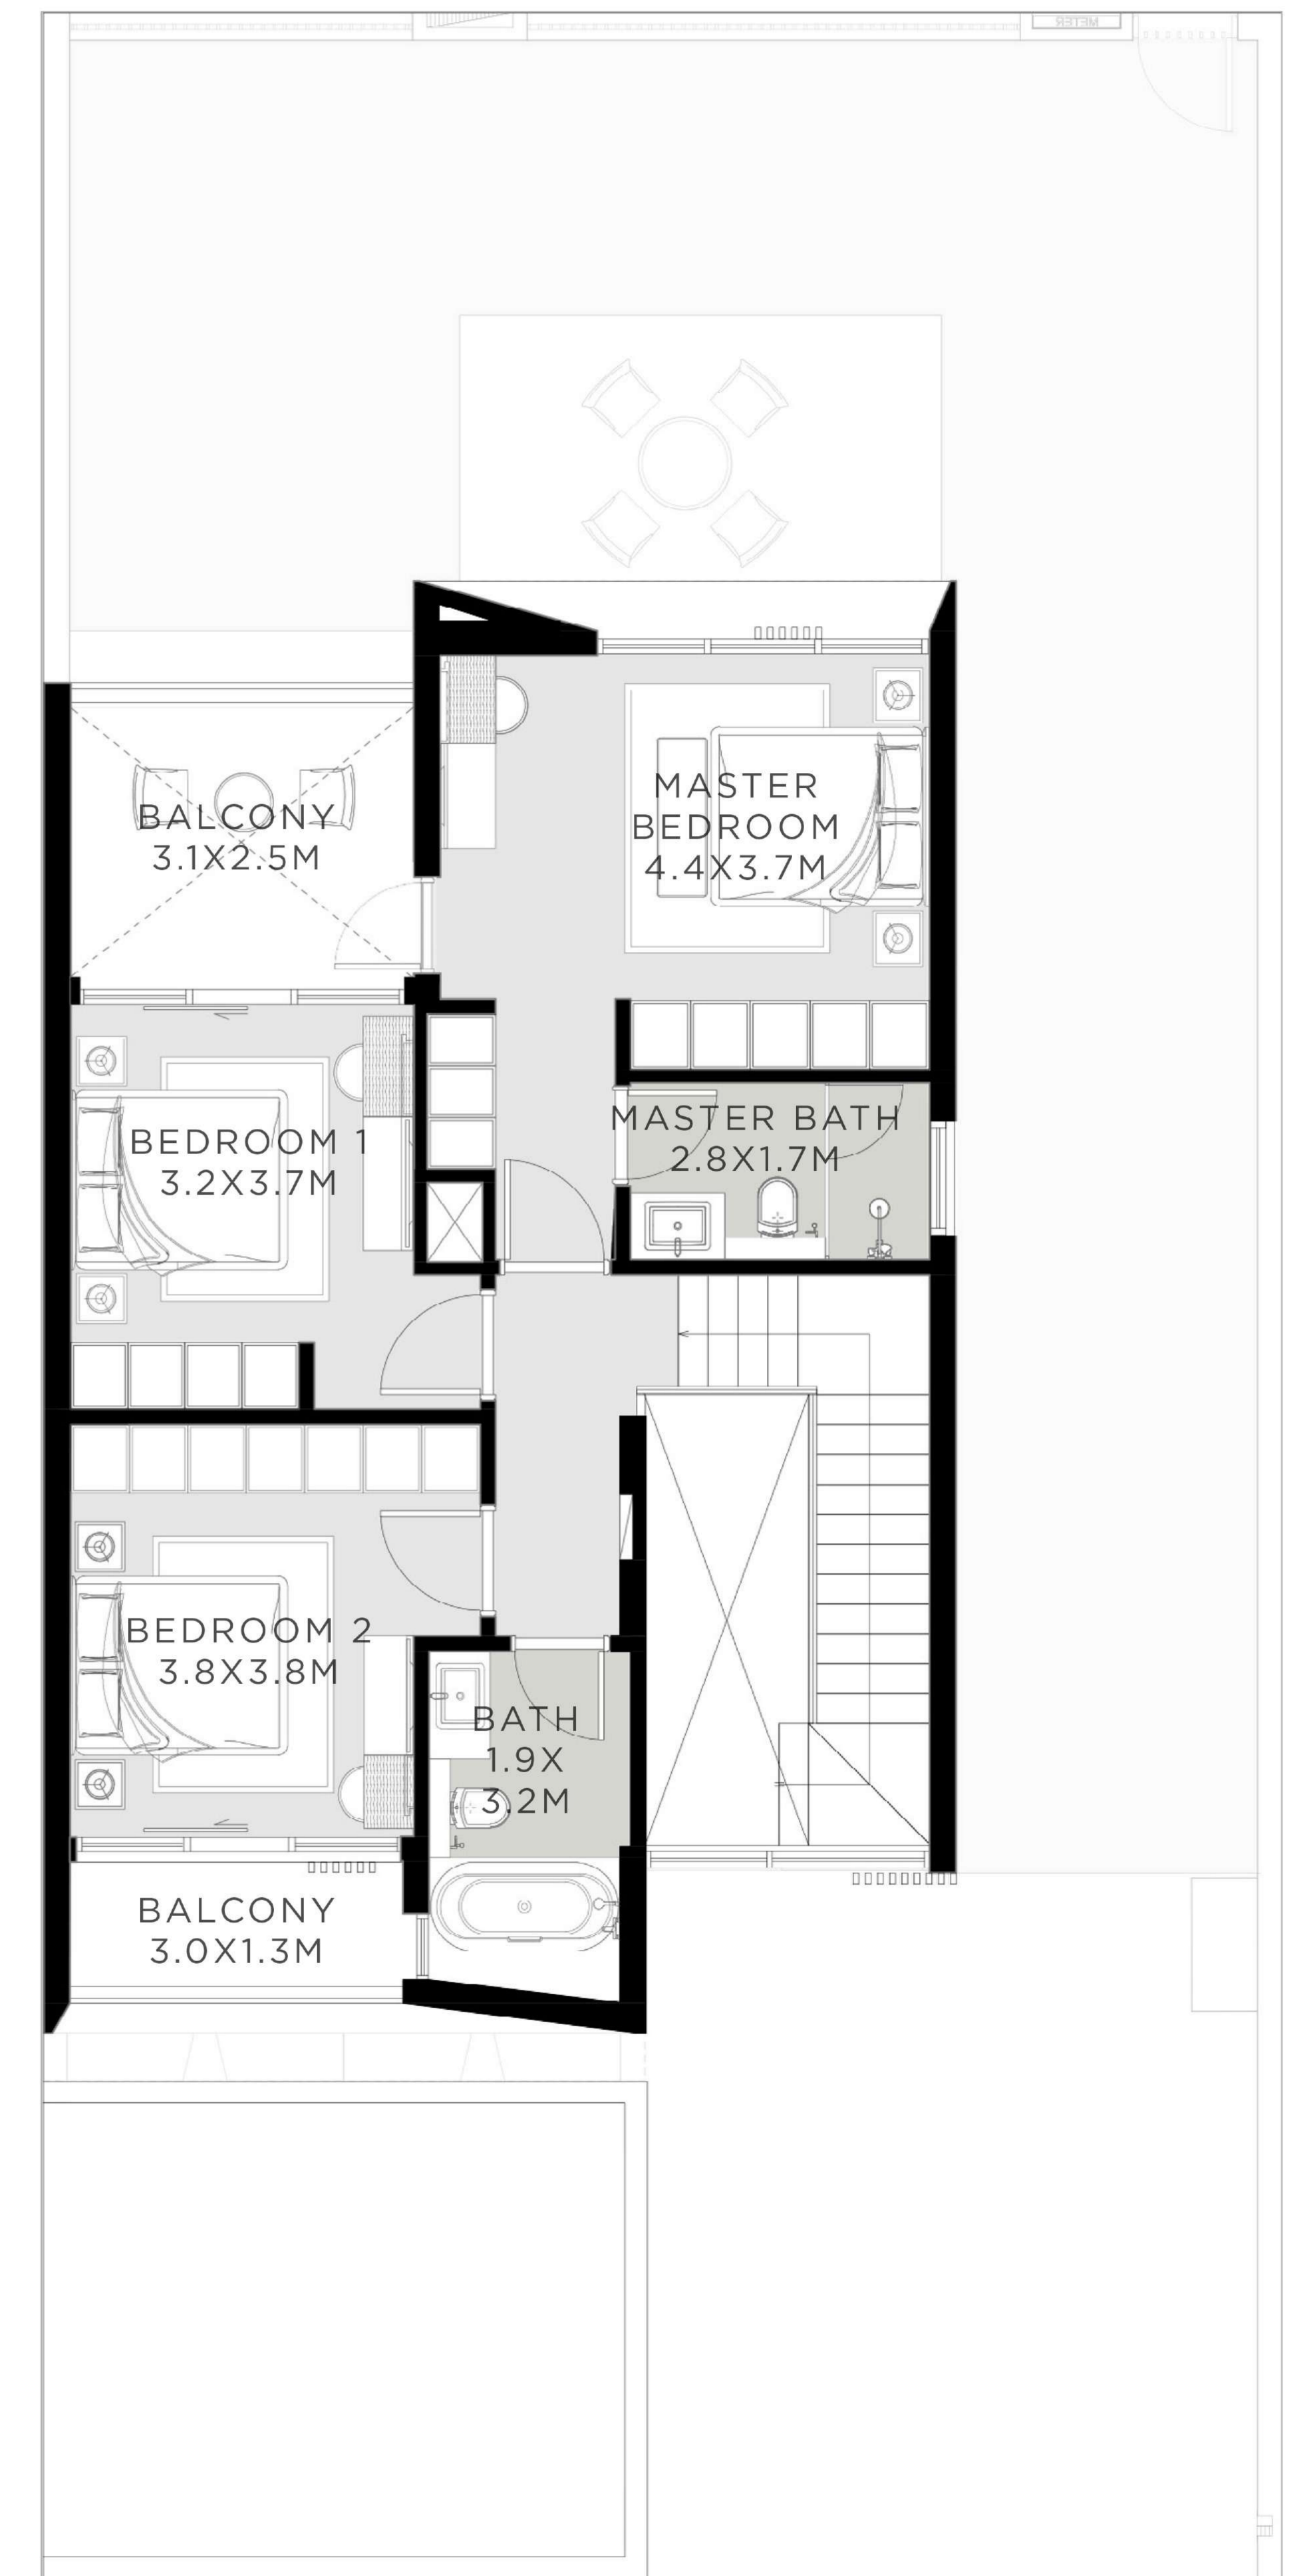 METER
MASTER
BEDROOM
4.4X3.7M
BALCONY
3.1X2.5M
MASTER BATH
2.8X1.7M
BEDROOM 1
3.2X3.7M
BEDROOM 2
3.8X3.8M
BATH
1.9X
3.2M
BALCONY
3.0X1.3M